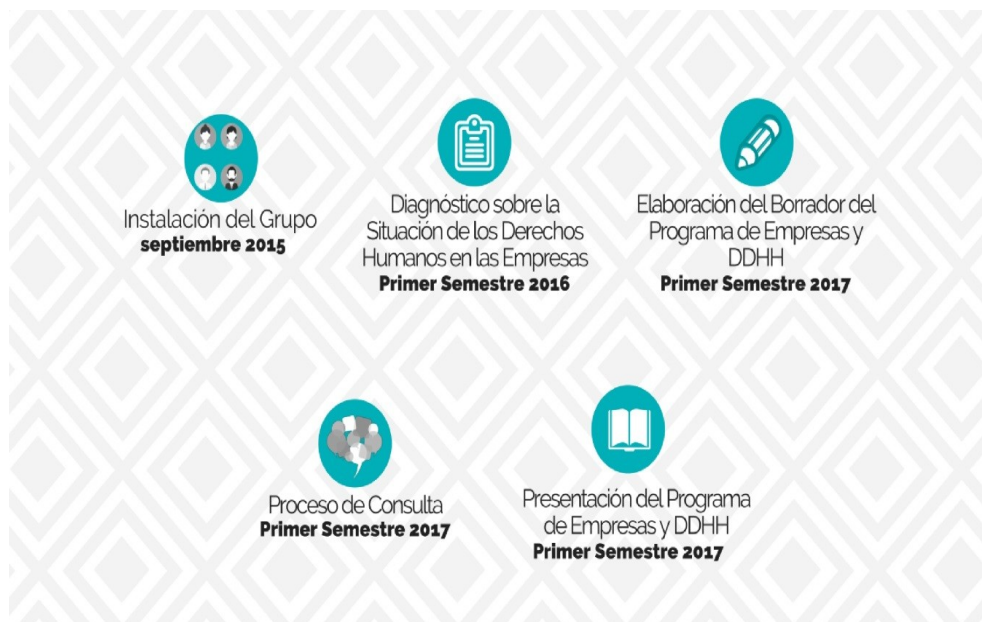 Instalación del Grupo
septiembre 2015
Diagnóstico sobre la
Situación de los Derechos
Humanos en las Empresas
Primer Semestre 2016
Elaboración del Borrador del
Programa de Empresas y
DDHH
Primer Semestre 2017
Proceso de Consulta
Primer Semestre 2017
Presentación del Programa
de Empresas y DDHH
Primer Semestre 2017